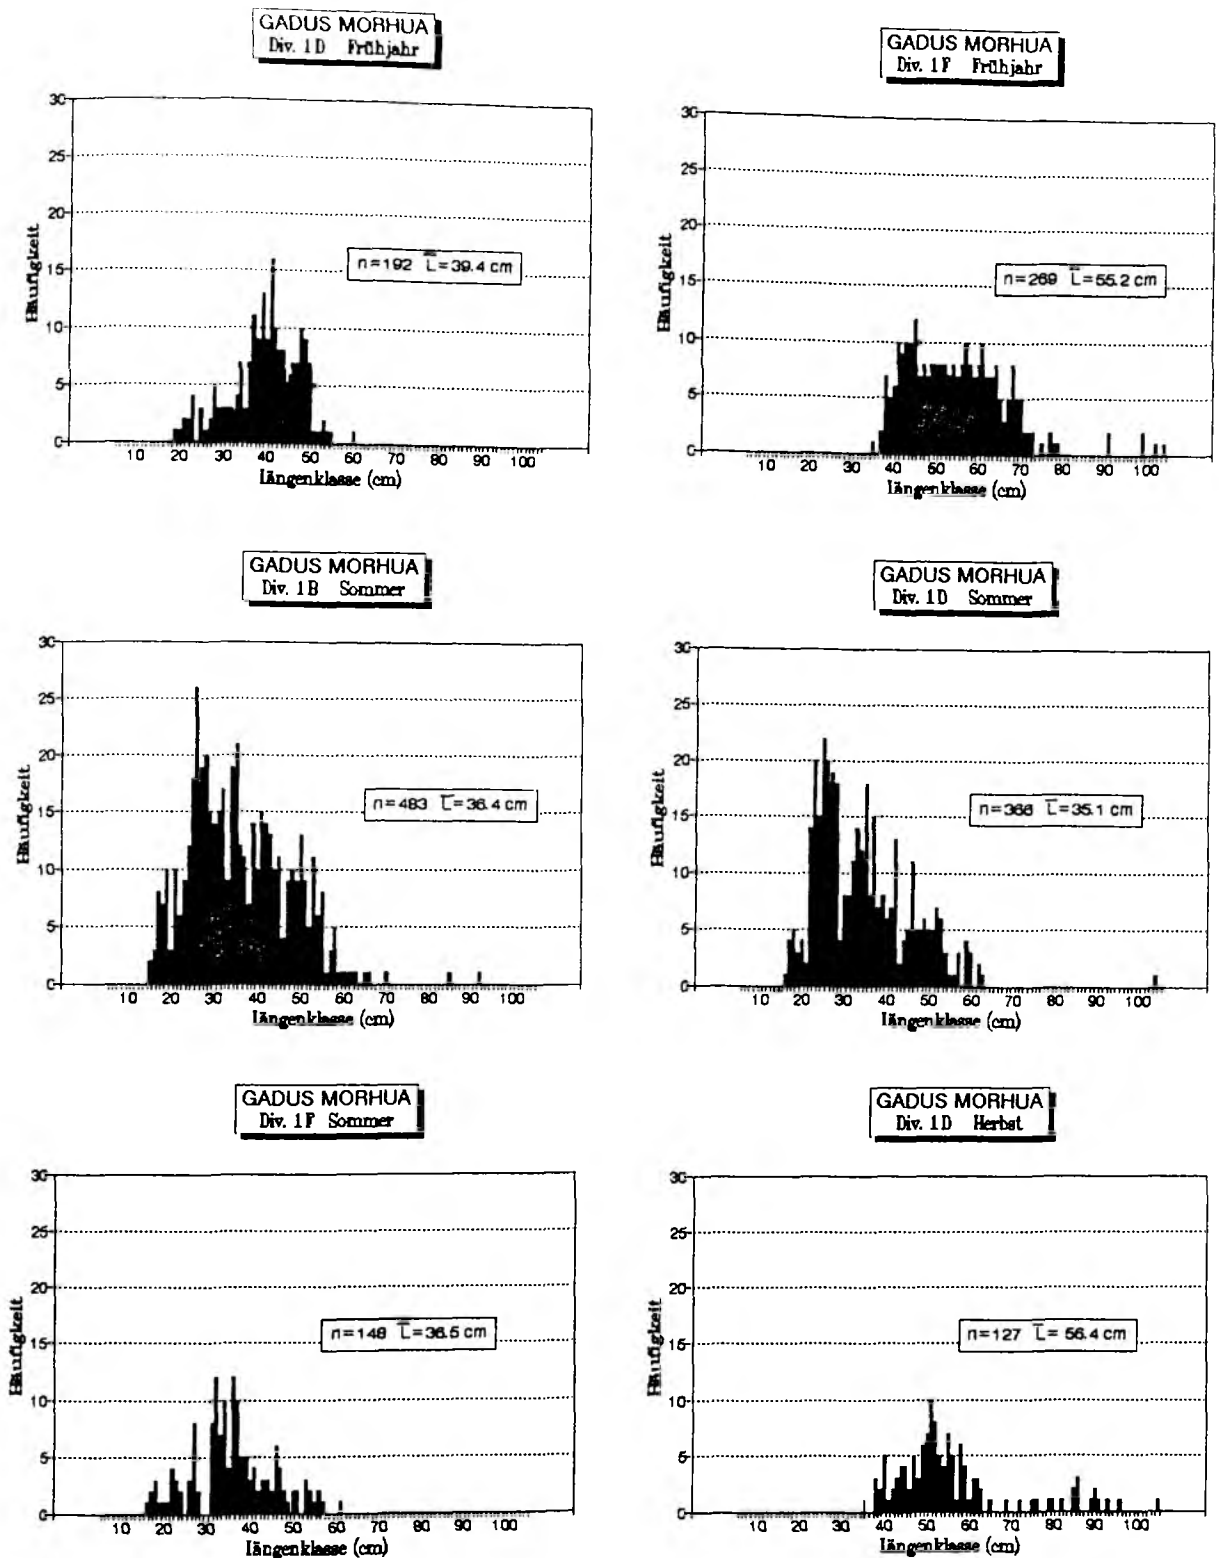 GADUS MORHUA
Div. 1D Frühjahr
30
25
20
15
10
5
0
Häufigkeit
n=192 L=39.4 cm
10 20 30 40 50 60 70 80 90 100
längenklasse (cm)
GADUS MORHUA
Div. 1F Frühjahr
30
25
20
15
10
5
0
Häufigkeit
n=269 L=55.2 cm
10 20 30 40 50 60 70 80 90 100
längenklasse (cm)
GADUS MORHUA
Div. 1B Sommer
30
25
20
15
10
5
0
Häufigkeit
n=483 L=36.4 cm
10 20 30 40 50 60 70 80 90 100
längenklasse (cm)
GADUS MORHUA
Div. 1D Sommer
30
25
20
15
10
5
0
Häufigkeit
n=366 L=35.1 cm
10 20 30 40 50 60 70 80 90 100
längenklasse (cm)
GADUS MORHUA
Div. 1F Sommer
30
25
20
15
10
5
0
Häufigkeit
n=148 L=36.5 cm
10 20 30 40 50 60 70 80 90 100
längenklasse (cm)
GADUS MORHUA
Div. 1D Herbst
30
25
20
15
10
5
0
Häufigkeit
n=127 L= 56.4 cm
10 20 30 40 50 60 70 80 90 100
längenklasse (cm)